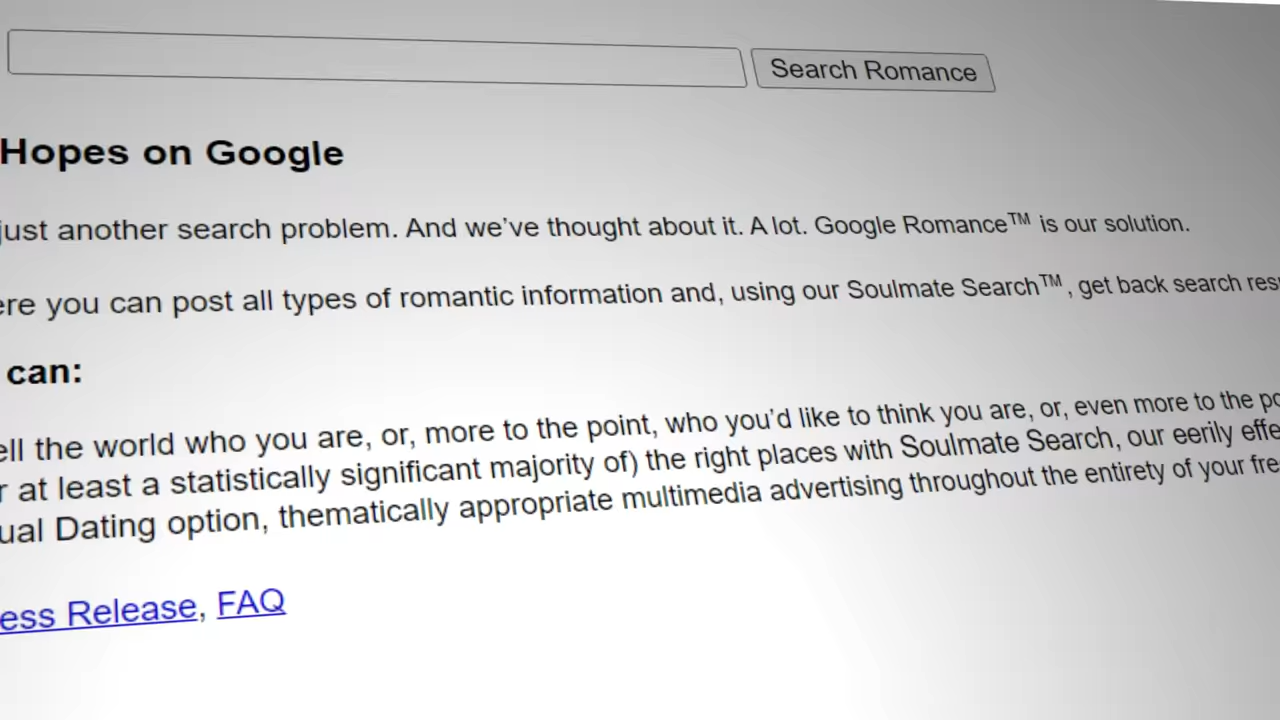 Search Romance
Hopes on Google
just another search problem. And we've thought about it. A lot. Google Romance™ is our solution.
ere you can post all types of romantic information and, using our Soulmate Search™, get back search res
can:
ell the world who you are, or, more to the point, who you'd like to think you are, or, even more to the po
r at least a statistically significant majority of) the right places with Soulmate Search, our eerily effe
ual Dating option, thematically appropriate multimedia advertising throughout the entirety of your fre
ess Release, FAQ